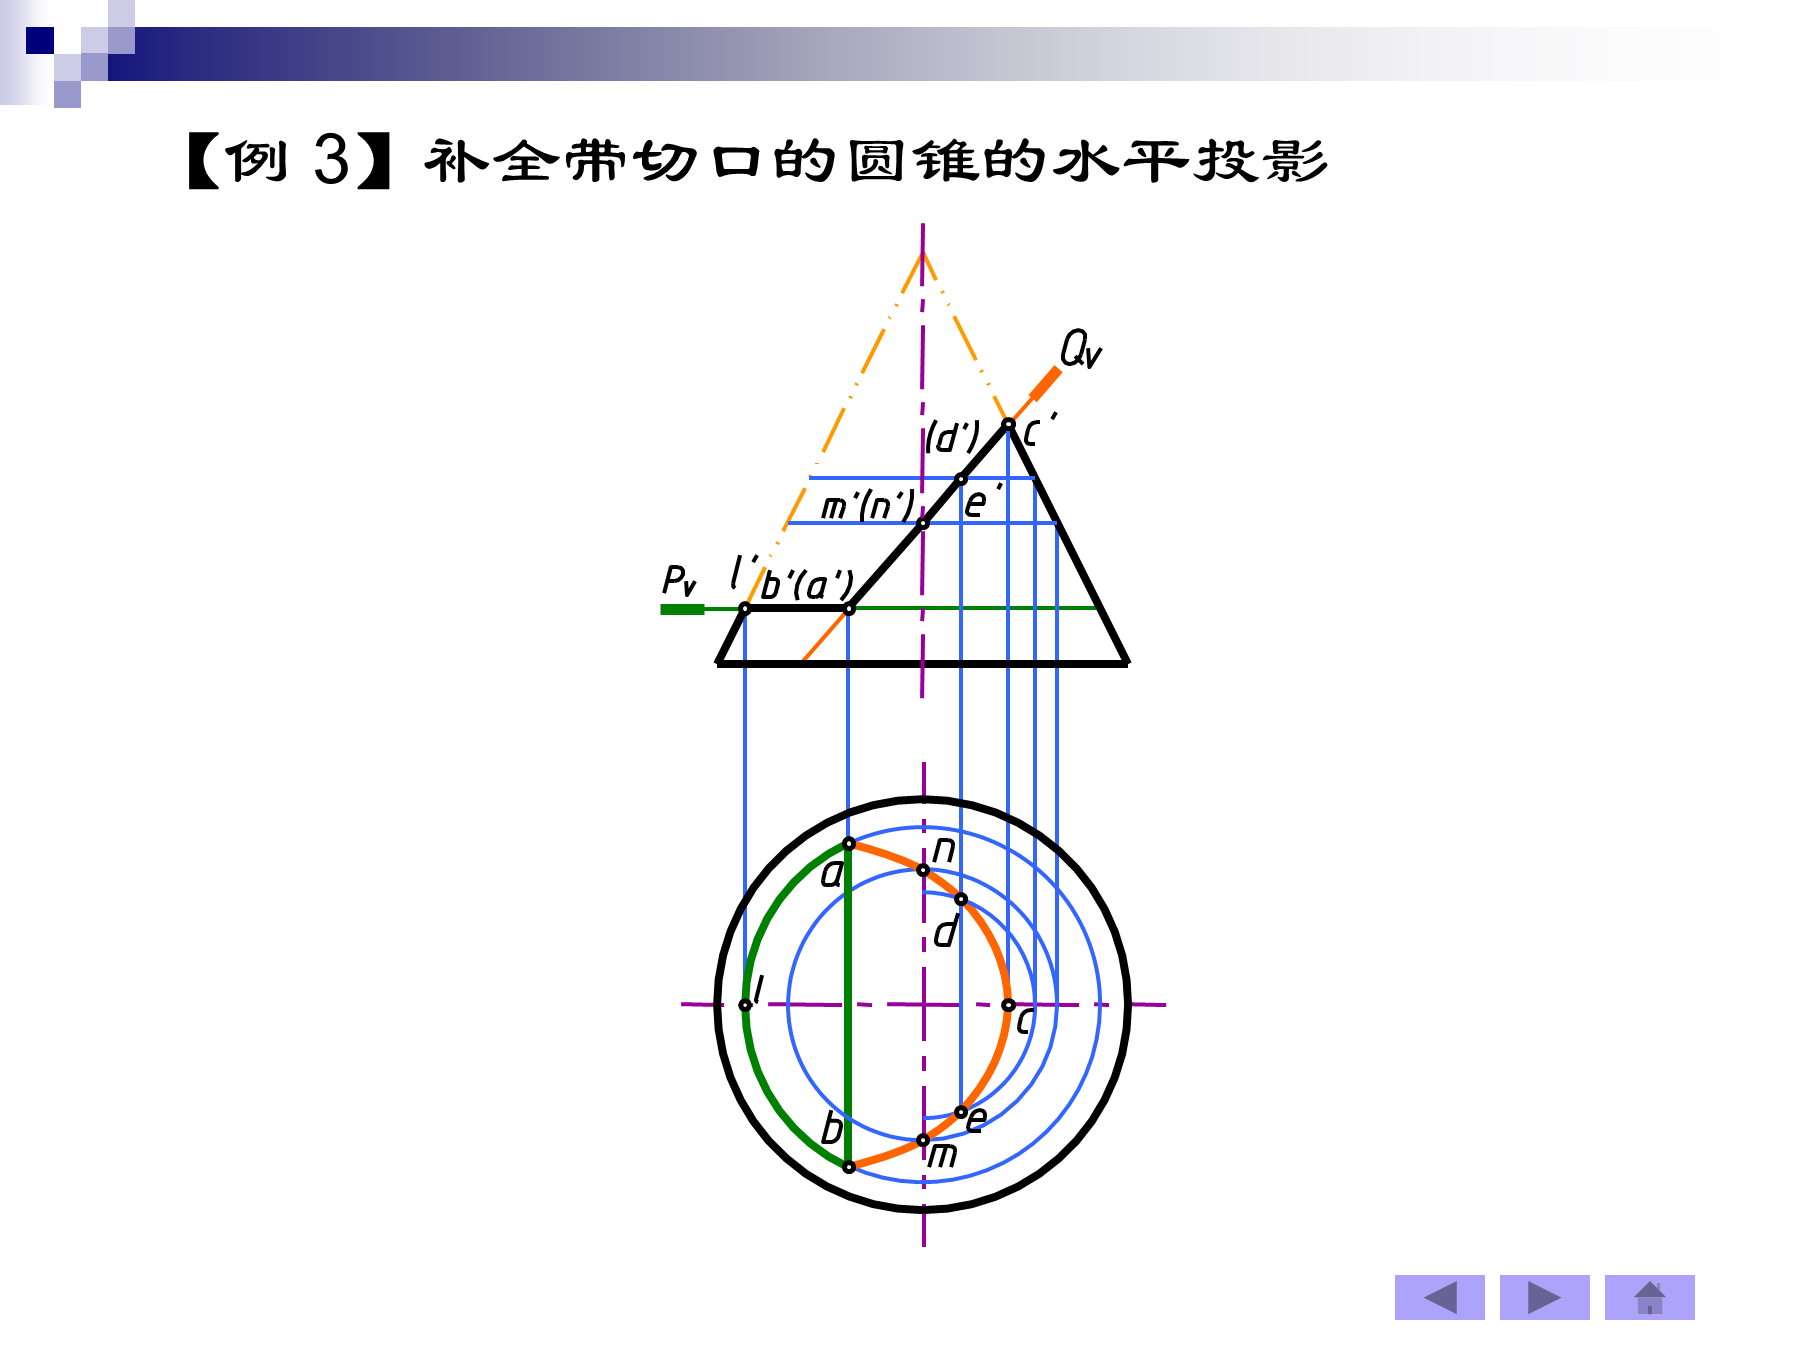 【例 3】补全带切口的圆锥的水平投影
Qv
(d') c'
m'(n') e'
Pv l' b'(a')
n
a
d
l
c
b e
m